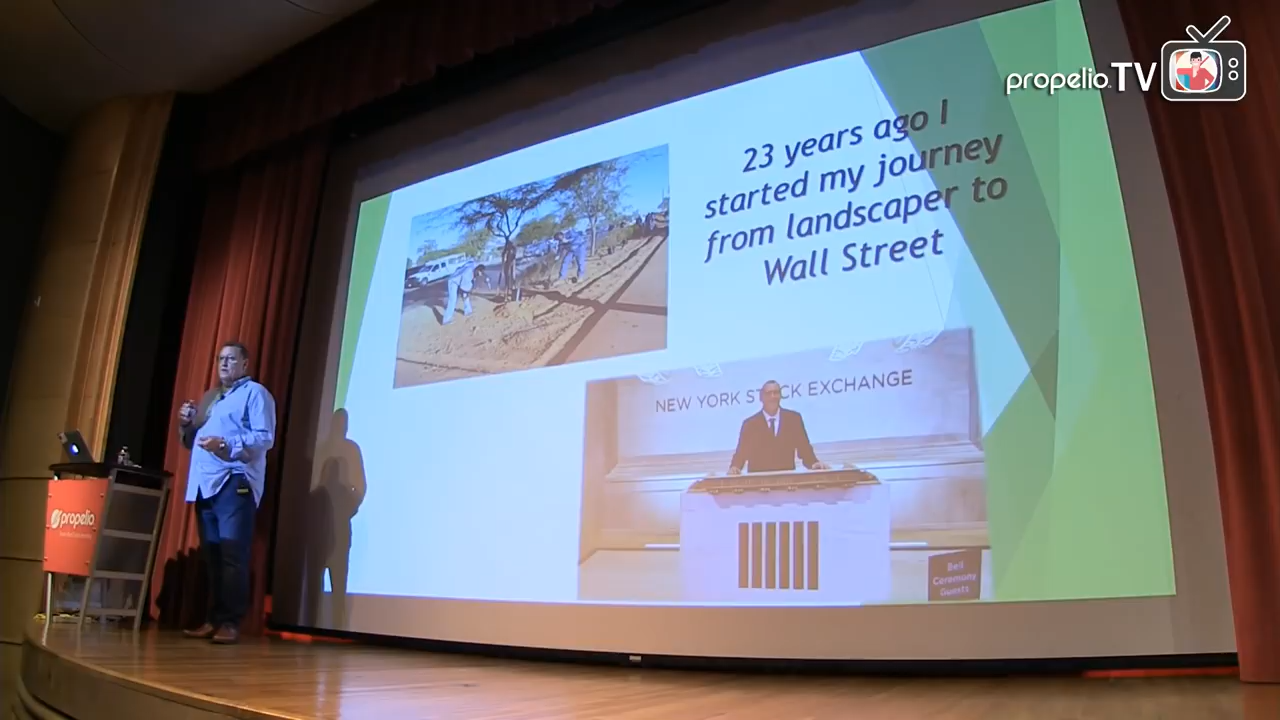 propelio TV
23 years ago I
started my journey
from landscaper to
Wall Street
NEW YORK STOCK EXCHANGE
Bell
Ceremony
Guests
propelio